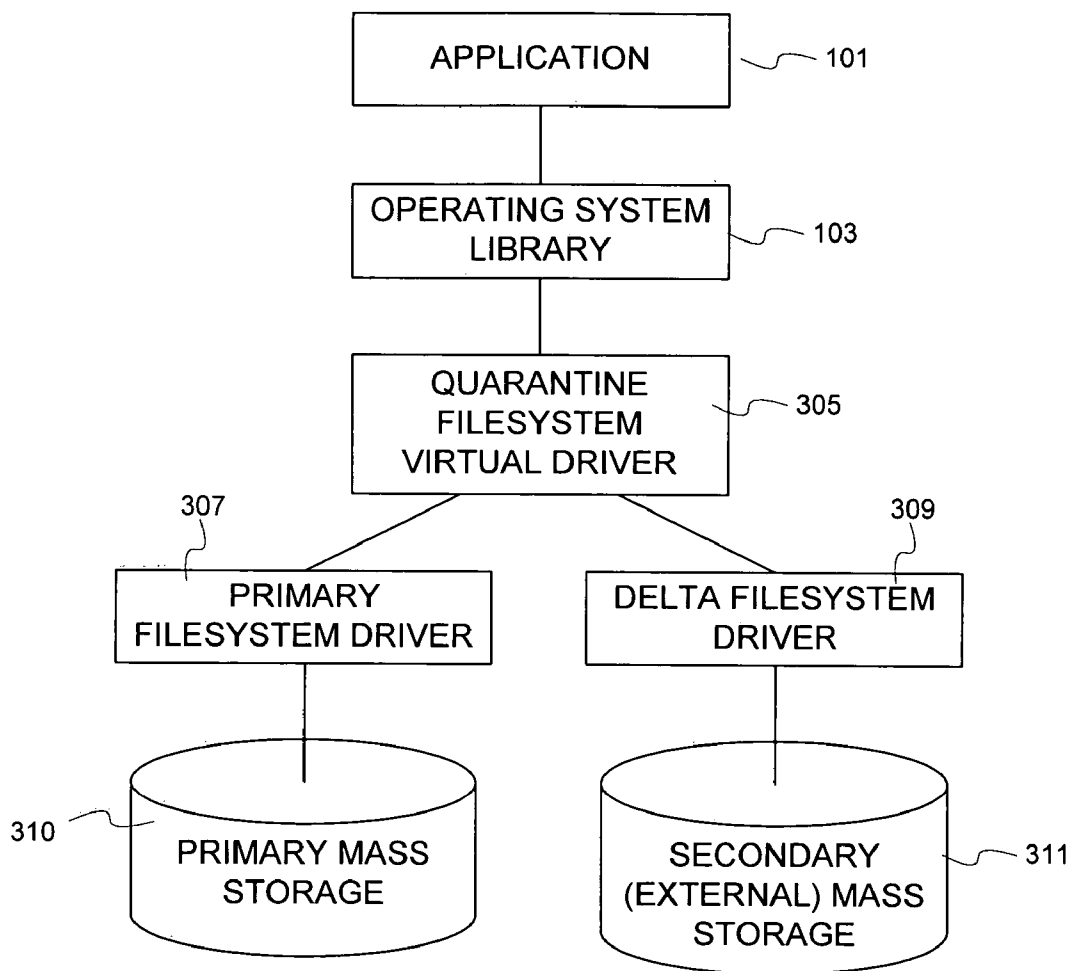 APPLICATION
101
OPERATING SYSTEM
LIBRARY
103
QUARANTINE
FILESYSTEM
VIRTUAL DRIVER
305
307
309
PRIMARY
FILESYSTEM DRIVER
DELTA FILESYSTEM
DRIVER
310
PRIMARY MASS
STORAGE
SECONDARY
(EXTERNAL) MASS
STORAGE
311